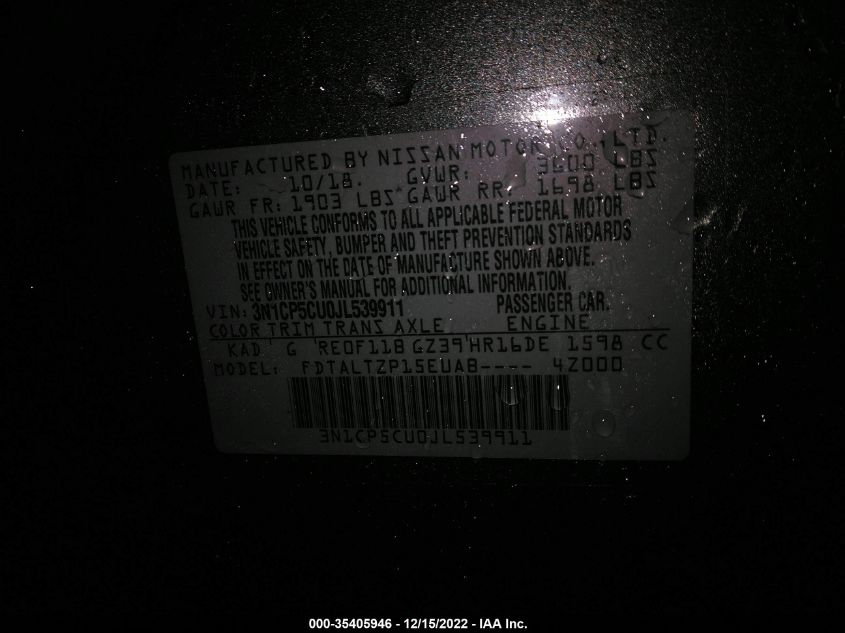 MANUFACTURED BY NISSAN MOTOR CO., LTD.
DATE: 10/18. GVWR: 3600 LBS
GAWR FR: 1903 LBS GAWR RR: 1698 LBS
THIS VEHICLE CONFORMS TO ALL APPLICABLE FEDERAL MOTOR
VEHICLE SAFETY, BUMPER AND THEFT PREVENTION STANDARDS
IN EFFECT ON THE DATE OF MANUFACTURE SHOWN ABOVE.
SEE OWNER'S MANUAL FOR ADDITIONAL INFORMATION.
VIN: 3N1CP5CU0JL539911 PASSENGER CAR.
COLOR TRIM TRANS AXLE ENGINE
KAD G RE0F11B GZ39 HR16DE 1598 CC
MODEL: FDTALTZP15EUAB---- 4Z000
3N1CP5CU0JL539911
000-35405946 - 12/15/2022 - IAA Inc.